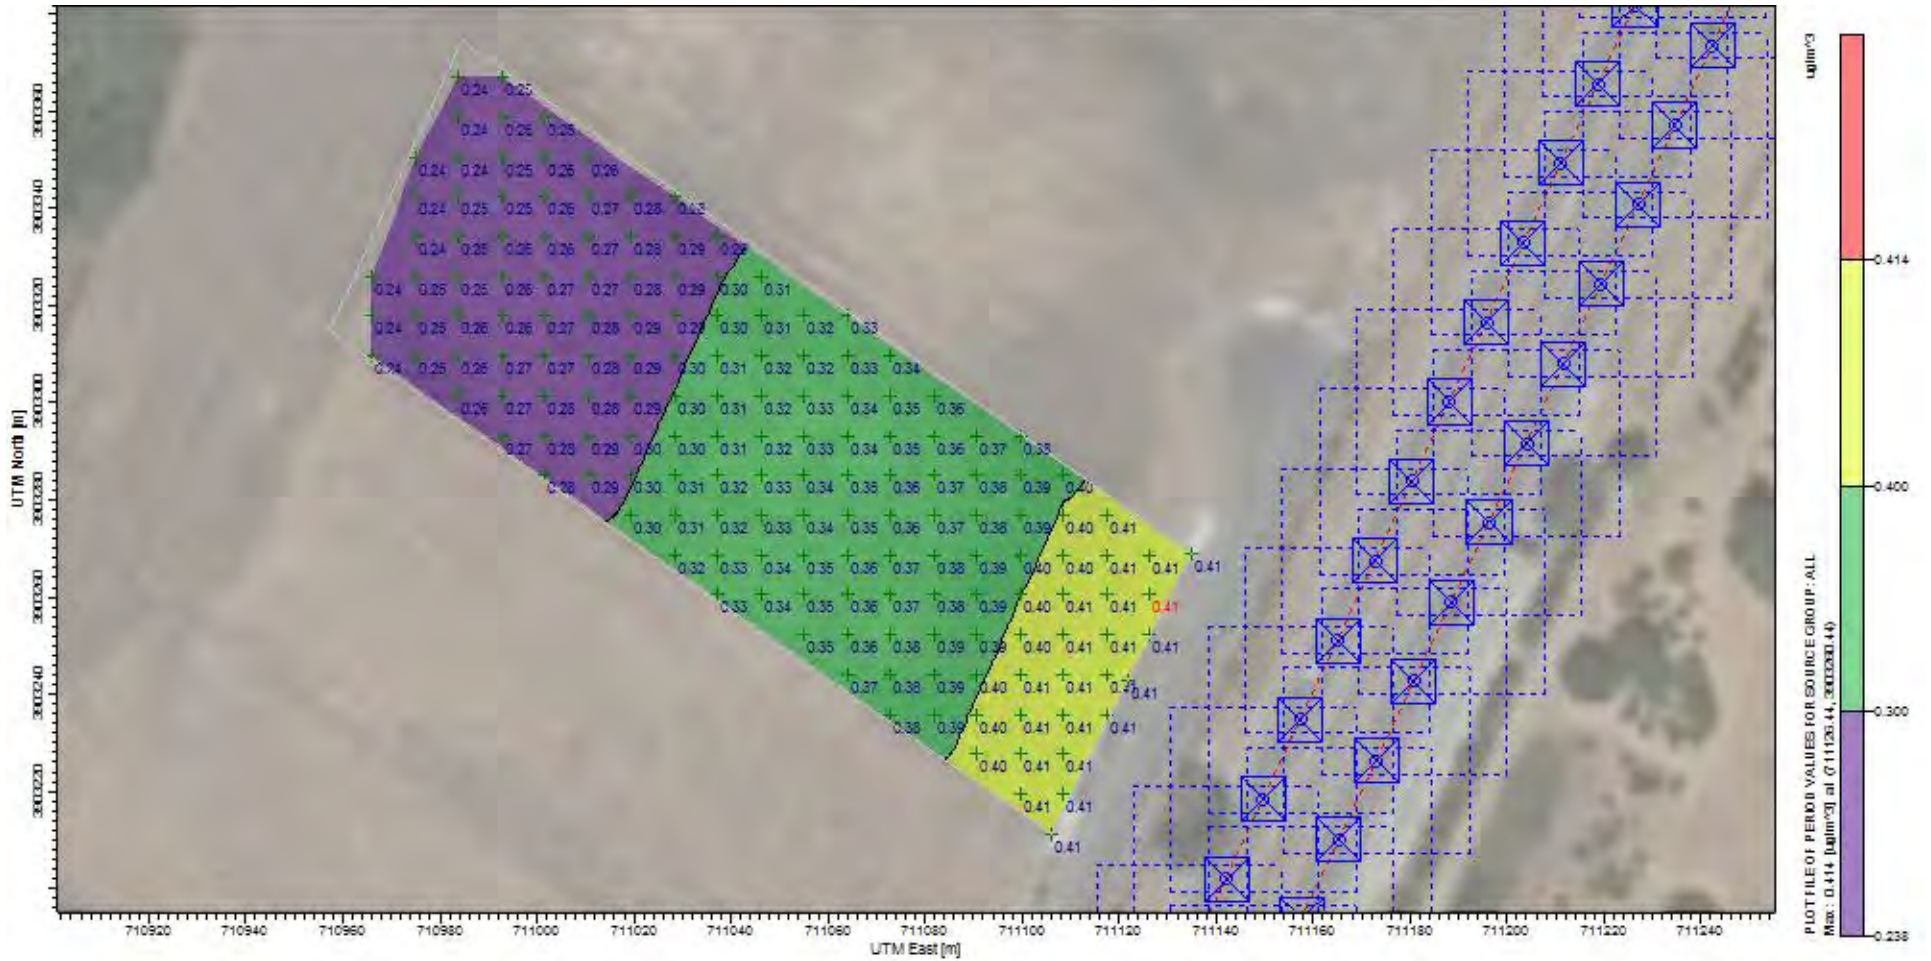 ug/m^3
0.414
0.400
0.300
0.238
PLOT FILE OF PERIOD VALUES FOR SOURCE GROUP: ALL
Max: 0.414 [ug/m^3] at
UTM North [m]
0.24 0.25
0.24 0.25
0.24 0.24 0.25 0.26
0.24 0.25 0.25 0.26 0.27 0.28
0.24 0.26 0.26 0.27 0.28 0.29
0.24 0.25 0.25 0.26 0.27 0.27 0.28 0.29 0.30 0.31
0.24 0.25 0.26 0.26 0.27 0.28 0.29 0.29 0.30 0.31 0.32 0.33
0.24 0.25 0.26 0.27 0.27 0.28 0.29 0.30 0.31 0.32 0.32 0.33 0.34
0.26 0.27 0.28 0.28 0.29 0.30 0.31 0.32 0.33 0.34 0.35 0.36
0.27 0.28 0.29 0.30 0.30 0.31 0.32 0.33 0.34 0.35 0.36 0.37 0.38
0.28 0.29 0.30 0.31 0.32 0.33 0.34 0.35 0.36 0.37 0.38 0.39 0.40
0.30 0.31 0.32 0.33 0.34 0.35 0.36 0.37 0.38 0.39 0.40 0.41
0.32 0.33 0.34 0.35 0.36 0.37 0.38 0.39 0.40 0.40 0.41 0.41 0.41
0.33 0.34 0.35 0.36 0.37 0.38 0.39 0.40 0.41 0.41 0.41
0.35 0.36 0.38 0.39 0.39 0.40 0.41 0.41 0.41
0.37 0.38 0.39 0.40 0.41 0.41 0.41
0.38 0.39 0.40 0.41 0.41 0.41
0.40 0.41 0.41
0.41 0.41
0.41
710920 710940 710960 710980 711000 711020 711040 711060 711080 711100 711120 711140 711160 711180 711200 711220 711240
UTM East [m]